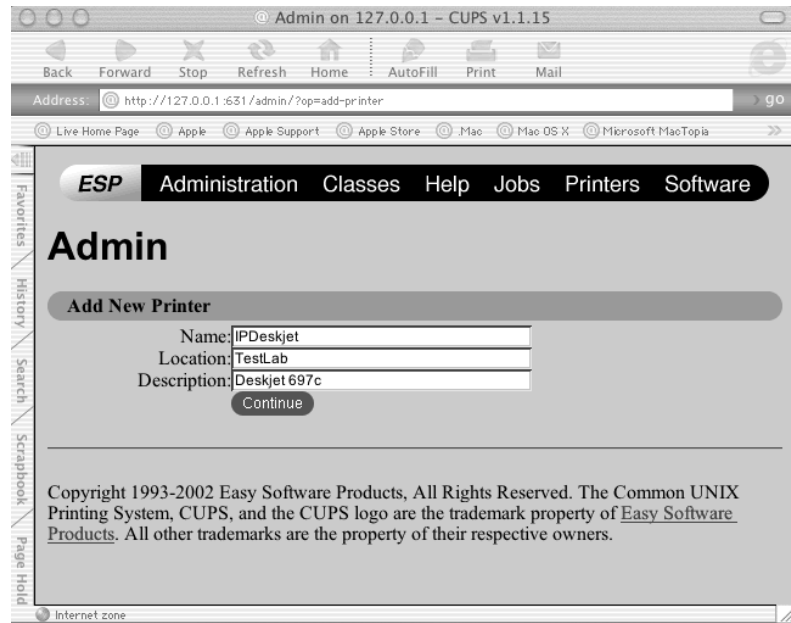 @ Admin on 127.0.0.1 – CUPS v1.1.15
Back Forward Stop Refresh Home AutoFill Print Mail
Address: @ http://127.0.0.1:631/admin/?op=add-printer go
@ Live Home Page @ Apple @ Apple Support @ Apple Store @ .Mac @ Mac OS X @ Microsoft MacTopia >>
Favorites
History
Search
Scrapbook
Page Hold
ESP Administration Classes Help Jobs Printers Software
Admin
Add New Printer
Name: IPDeskjet
Location: TestLab
Description: Deskjet 697c
Continue
Copyright 1993-2002 Easy Software Products, All Rights Reserved. The Common UNIX
Printing System, CUPS, and the CUPS logo are the trademark property of Easy Software
Products. All other trademarks are the property of their respective owners.
Internet zone